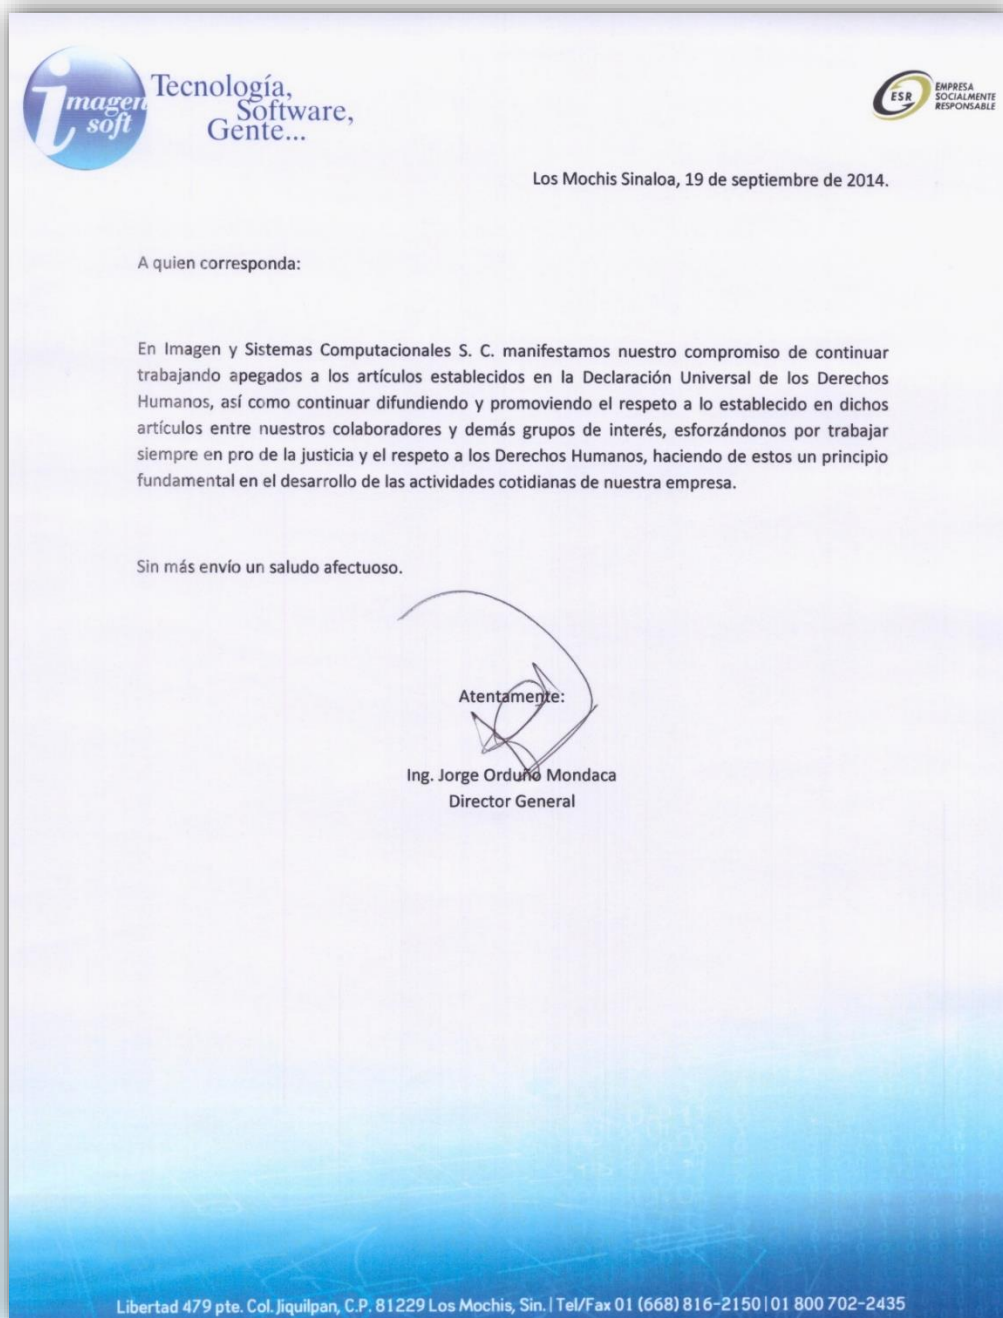 imagen soft
Tecnología,
Software,
Gente...
ESR
EMPRESA
SOCIALMENTE
RESPONSABLE
Los Mochis Sinaloa, 19 de septiembre de 2014.
A quien corresponda:
En Imagen y Sistemas Computacionales S. C. manifestamos nuestro compromiso de continuar
trabajando apegados a los artículos establecidos en la Declaración Universal de los Derechos
Humanos, así como continuar difundiendo y promoviendo el respeto a lo establecido en dichos
artículos entre nuestros colaboradores y demás grupos de interés, esforzándonos por trabajar
siempre en pro de la justicia y el respeto a los Derechos Humanos, haciendo de estos un principio
fundamental en el desarrollo de las actividades cotidianas de nuestra empresa.
Sin más envío un saludo afectuoso.
Atentamente:
Ing. Jorge Orduño Mondaca
Director General
Libertad 479 pte. Col. Jiquilpan, C.P. 81229 Los Mochis, Sin. | Tel/Fax 01 (668) 816-2150 | 01 800 702-2435